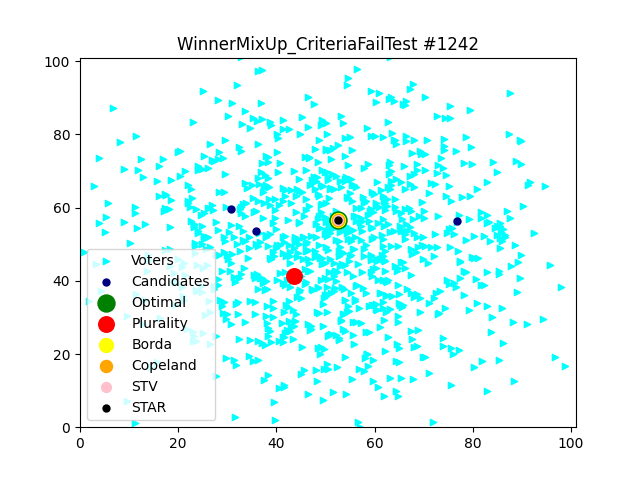 WinnerMixUp_CriteriaFailTest #1242
100
80
60
40
20
0
Voters
Candidates
Optimal
Plurality
Borda
Copeland
STV
STAR
0 20 40 60 80 100